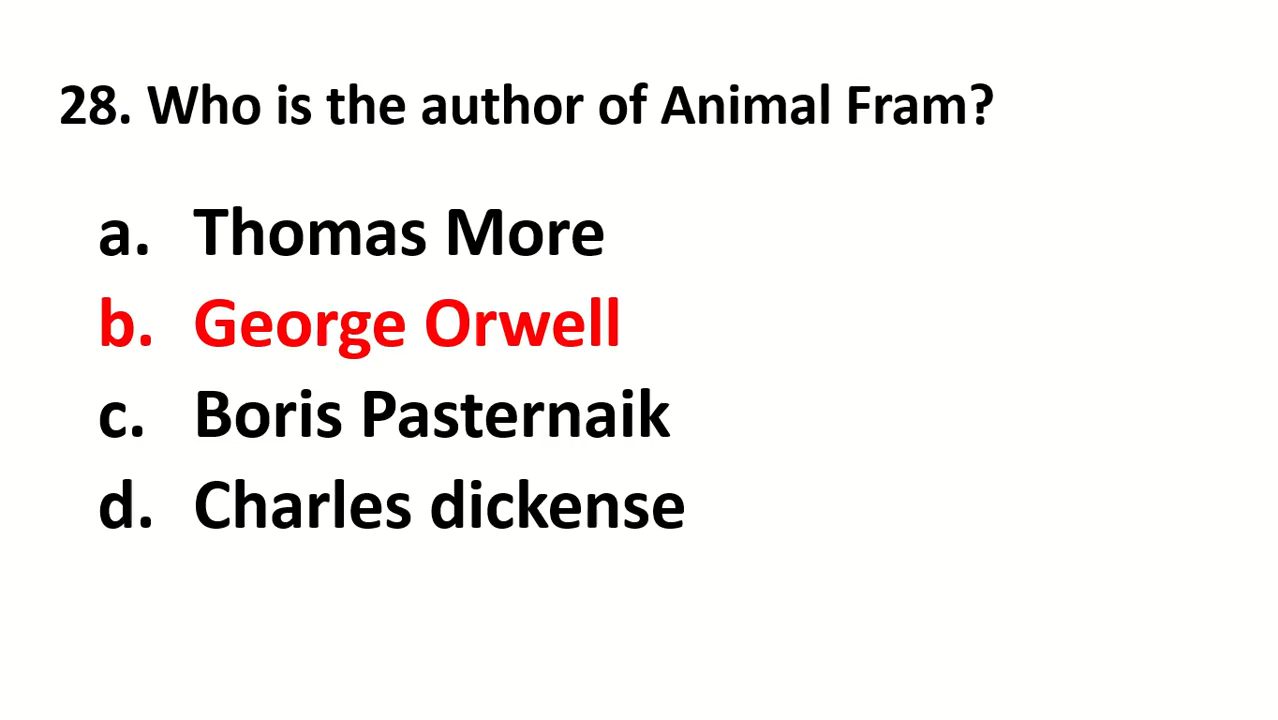 28. Who is the author of Animal Fram?
a. Thomas More
b. George Orwell
c. Boris Pasternaik
d. Charles dickense